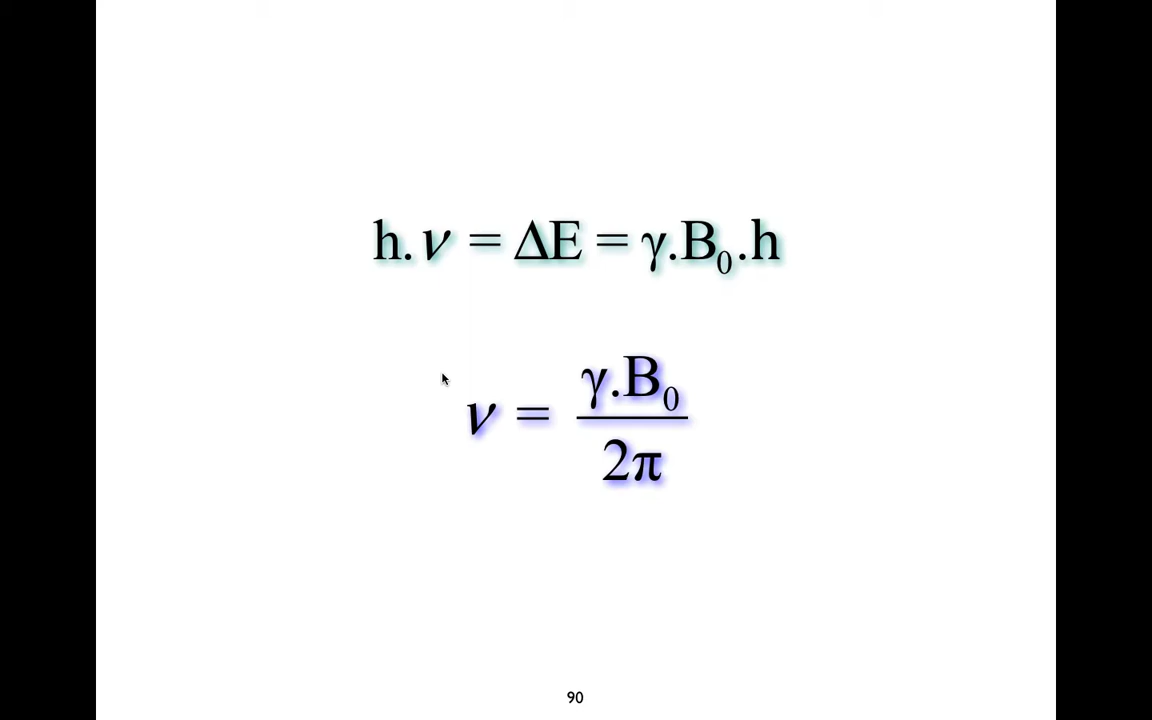 h.ν = ΔE = γ.B₀.h
ν = γ.B₀ / 2π
90